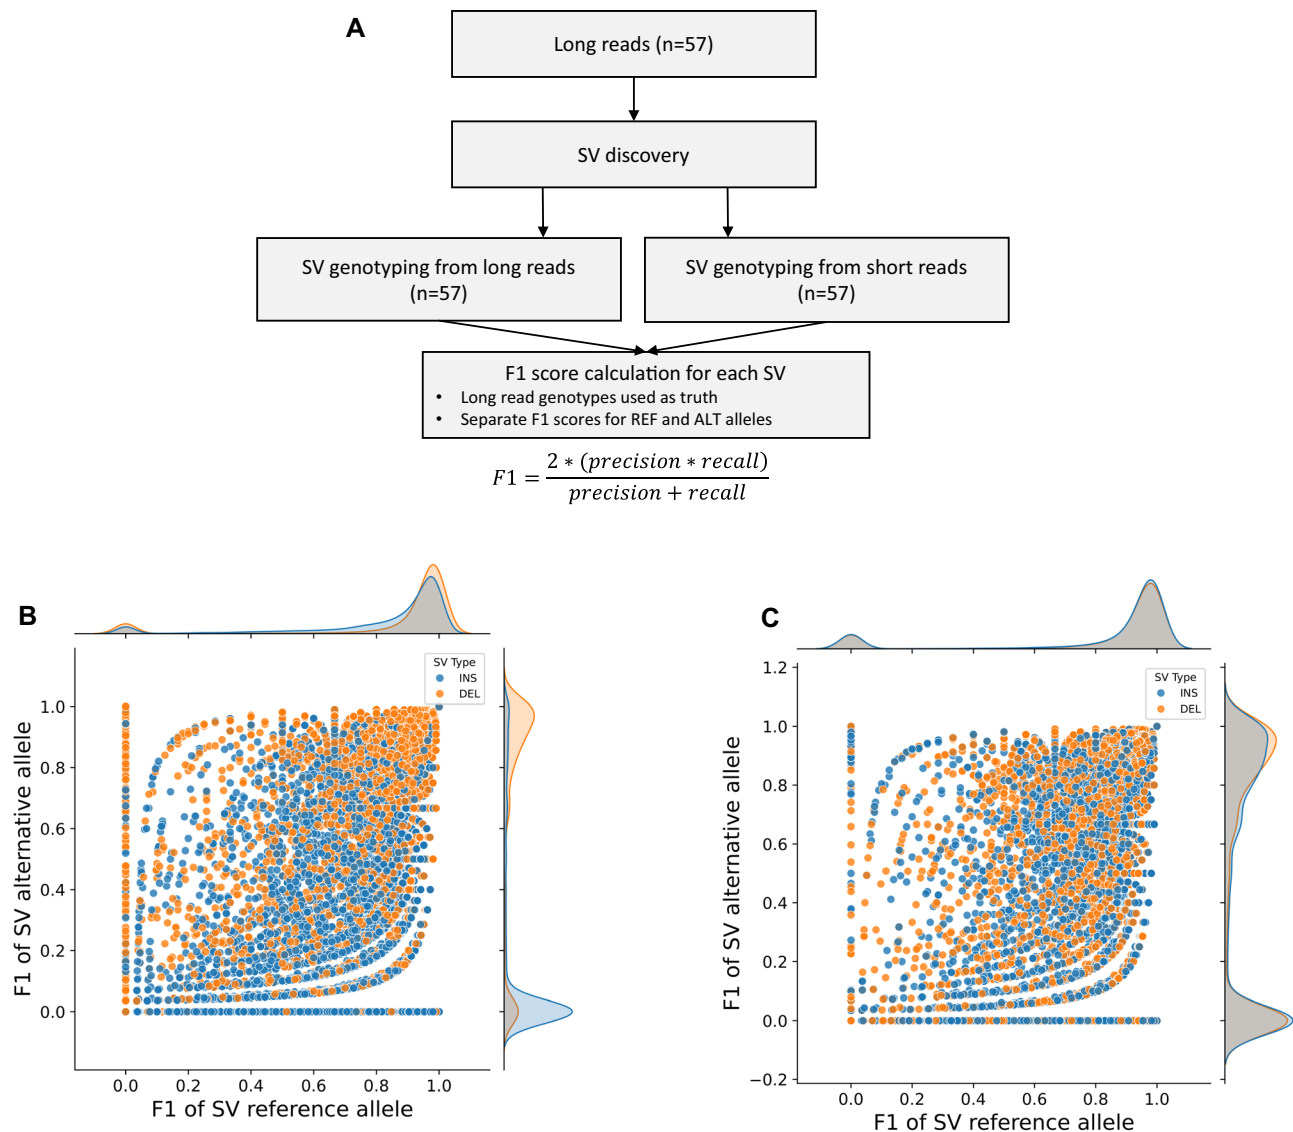 A
Long reads (n=57)
SV discovery
SV genotyping from long reads
(n=57)
SV genotyping from short reads
(n=57)
F1 score calculation for each SV
• Long read genotypes used as truth
• Separate F1 scores for REF and ALT alleles
F1 = 2 * (precision * recall) / precision + recall
B
SV Type
INS
DEL
1.0
0.8
0.6
0.4
0.2
0.0
F1 of SV alternative allele
0.0 0.2 0.4 0.6 0.8 1.0
F1 of SV reference allele
C
SV Type
INS
DEL
1.2
1.0
0.8
0.6
0.4
0.2
0.0
−0.2
F1 of SV alternative allele
0.0 0.2 0.4 0.6 0.8 1.0
F1 of SV reference allele